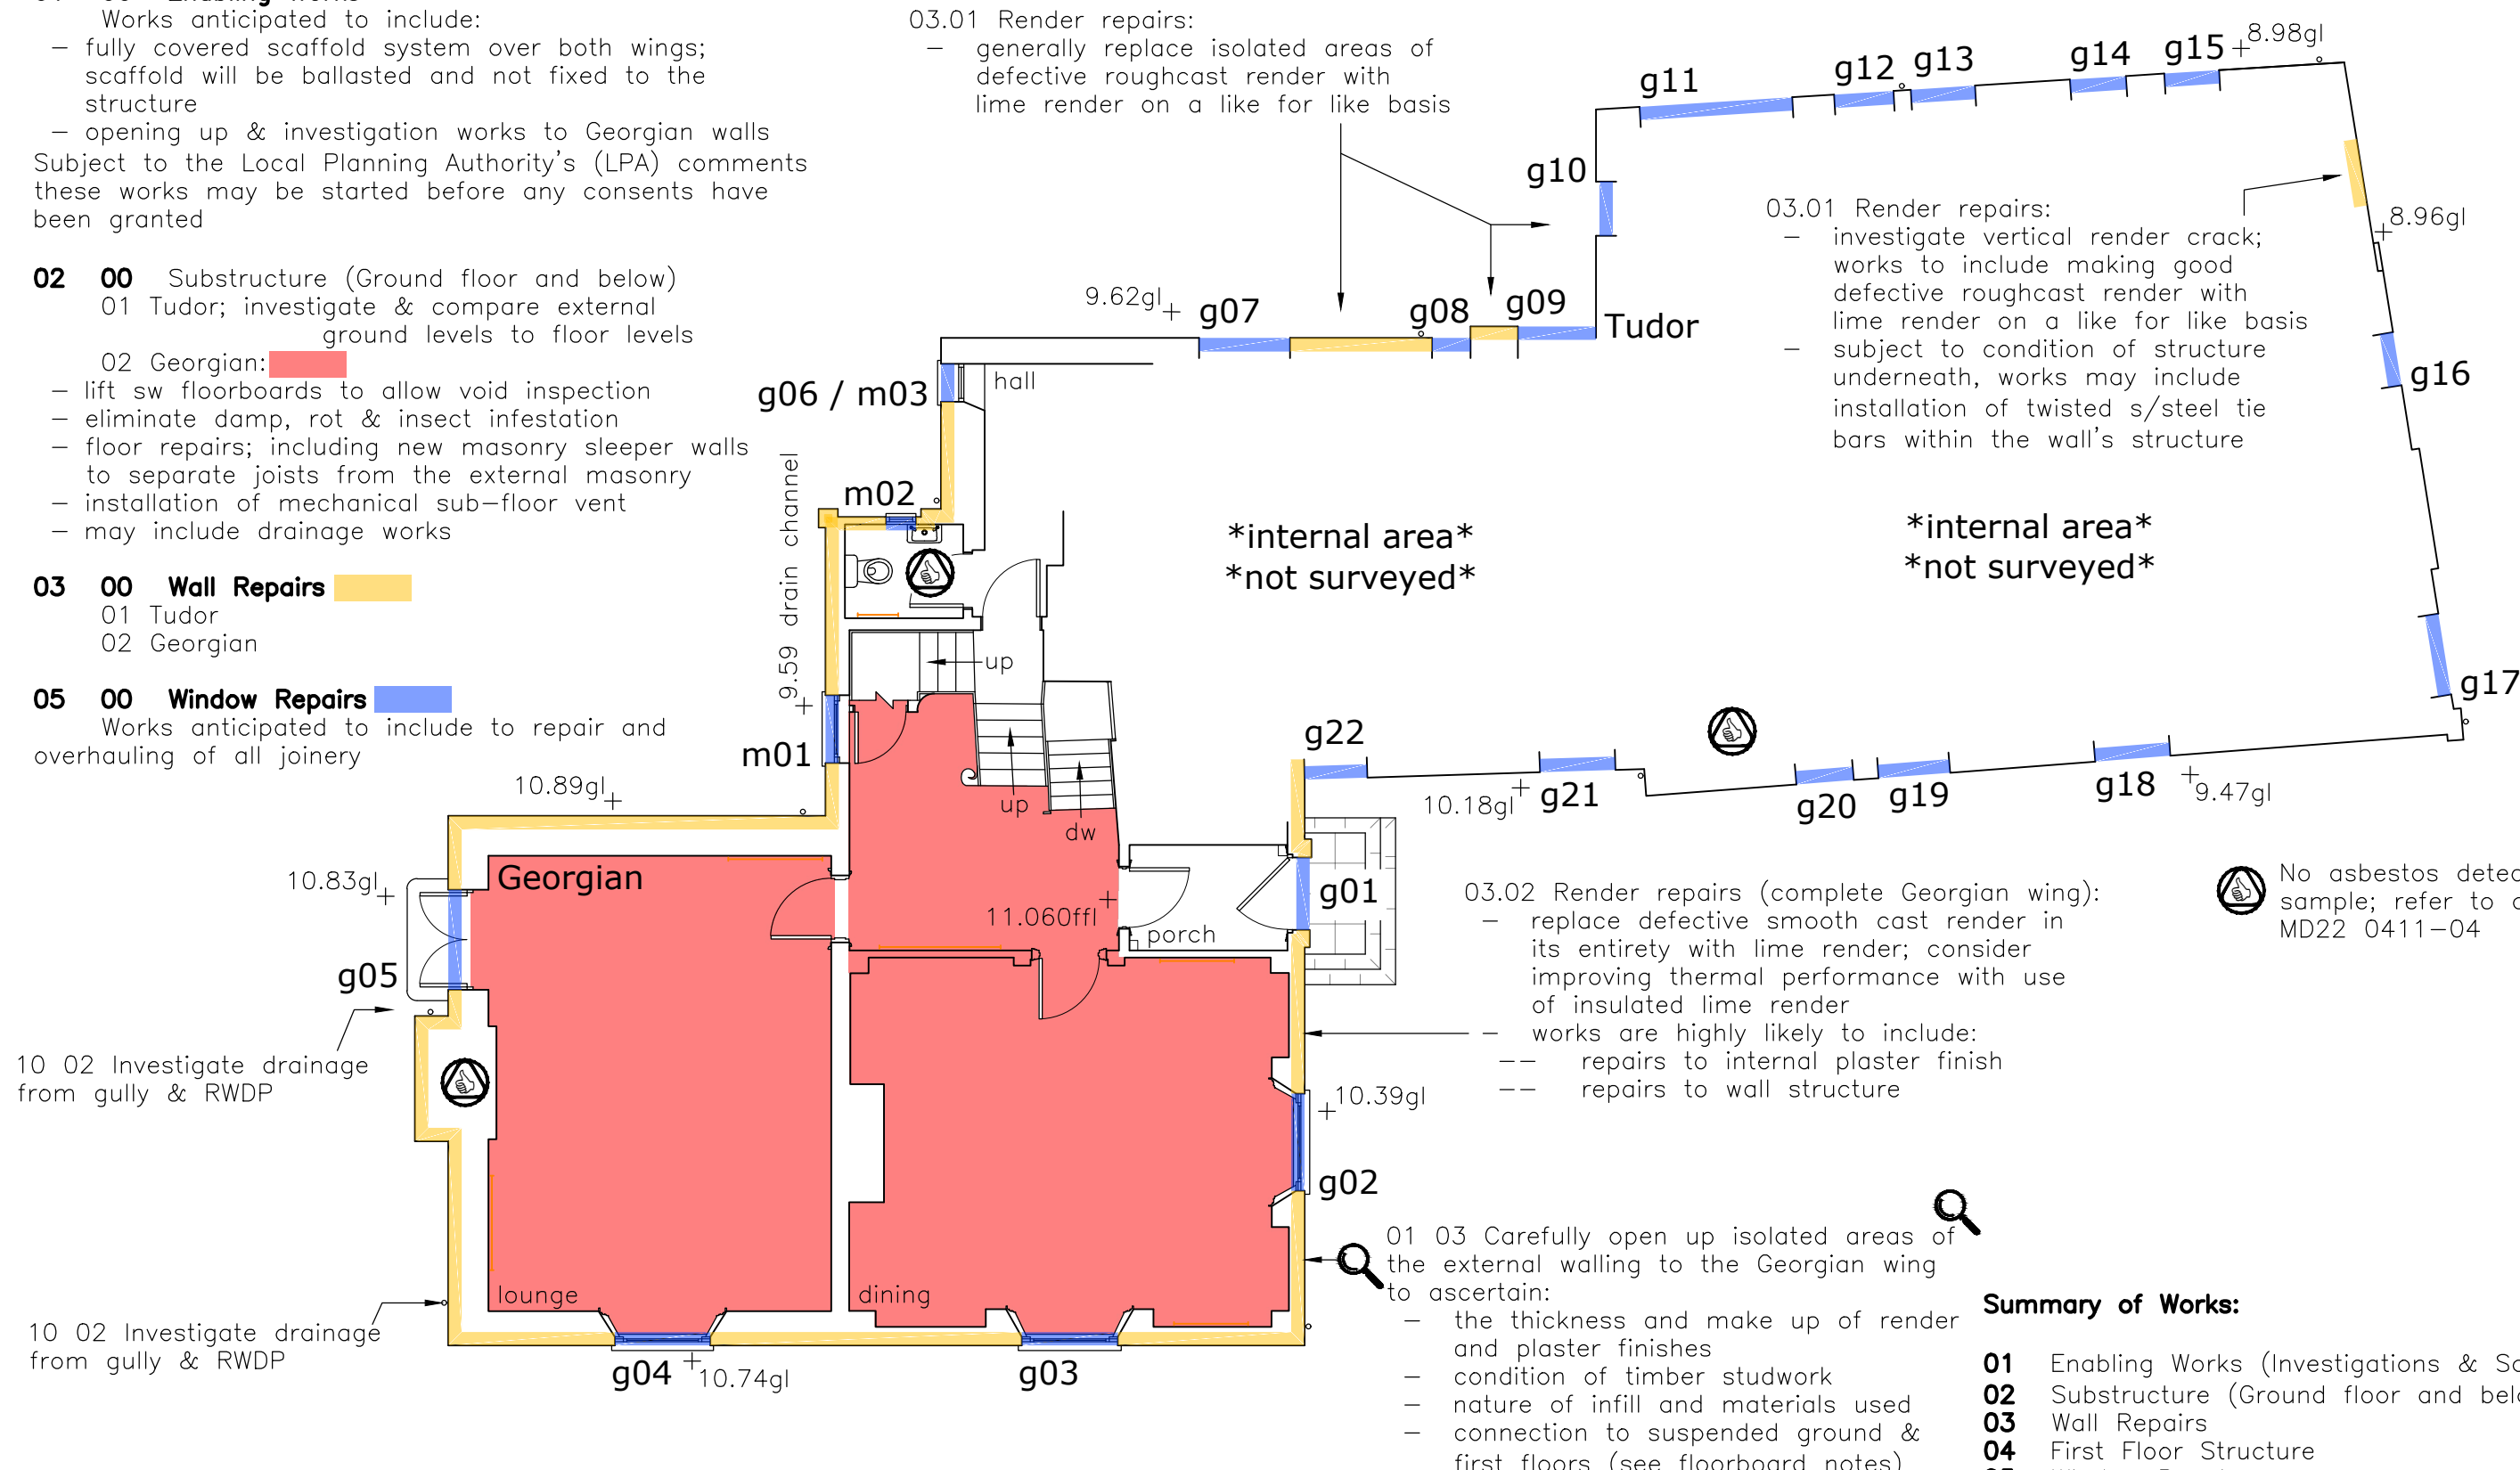 Works anticipated to include:
– fully covered scaffold system over both wings;
scaffold will be ballasted and not fixed to the
structure
– opening up & investigation works to Georgian walls
Subject to the Local Planning Authority's (LPA) comments
these works may be started before any consents have
been granted
02 00 Substructure (Ground floor and below)
01 Tudor; investigate & compare external
ground levels to floor levels
02 Georgian:
– lift sw floorboards to allow void inspection
– eliminate damp, rot & insect infestation
– floor repairs; including new masonry sleeper walls
to separate joists from the external masonry
– installation of mechanical sub–floor vent
– may include drainage works
03 00 Wall Repairs
01 Tudor
02 Georgian
05 00 Window Repairs
Works anticipated to include to repair and
overhauling of all joinery
03.01 Render repairs:
– generally replace isolated areas of
defective roughcast render with
lime render on a like for like basis
g11
g12
g13
g14
g15
8.98gl
g10
03.01 Render repairs:
– investigate vertical render crack;
works to include making good
defective roughcast render with
lime render on a like for like basis
– subject to condition of structure
underneath, works may include
installation of twisted s/steel tie
bars within the wall's structure
8.96gl
9.62gl
g07
g08
g09
Tudor
g06 / m03
hall
g16
m02
9.59 drain channel
*internal area*
*not surveyed*
*internal area*
*not surveyed*
up
g17
m01
g22
up
dw
10.89gl
10.18gl
g21
g20
g19
g18
9.47gl
10.83gl
Georgian
11.060ffl
porch
g01
g05
03.02 Render repairs (complete Georgian wing):
– replace defective smooth cast render in
its entirety with lime render; consider
improving thermal performance with use
of insulated lime render
– works are highly likely to include:
–– repairs to internal plaster finish
–– repairs to wall structure
No asbestos
sample; refer to
MD22 0411–04
10 02 Investigate drainage
from gully & RWDP
10.39gl
g02
lounge
dining
10 02 Investigate drainage
from gully & RWDP
g04
10.74gl
g03
01 03 Carefully open up isolated areas of
the external walling to the Georgian wing
to ascertain:
– the thickness and make up of render
and plaster finishes
– condition of timber studwork
– nature of infill and materials used
– connection to suspended ground &
first floors (see floorboard notes)
Summary of Works:
01 Enabling Works (Investigations &
02 Substructure (Ground floor and
03 Wall Repairs
04 First Floor Structure